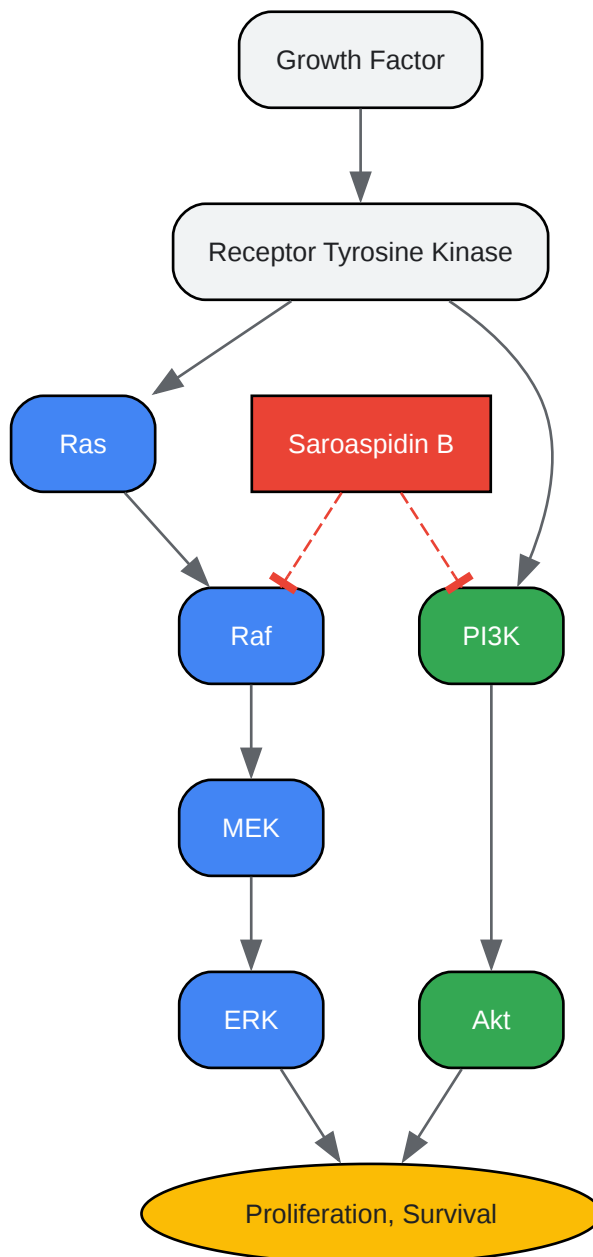 Growth Factor
Receptor Tyrosine Kinase
Ras
Saroaspidin B
Raf
PI3K
MEK
ERK
Akt
Proliferation, Survival